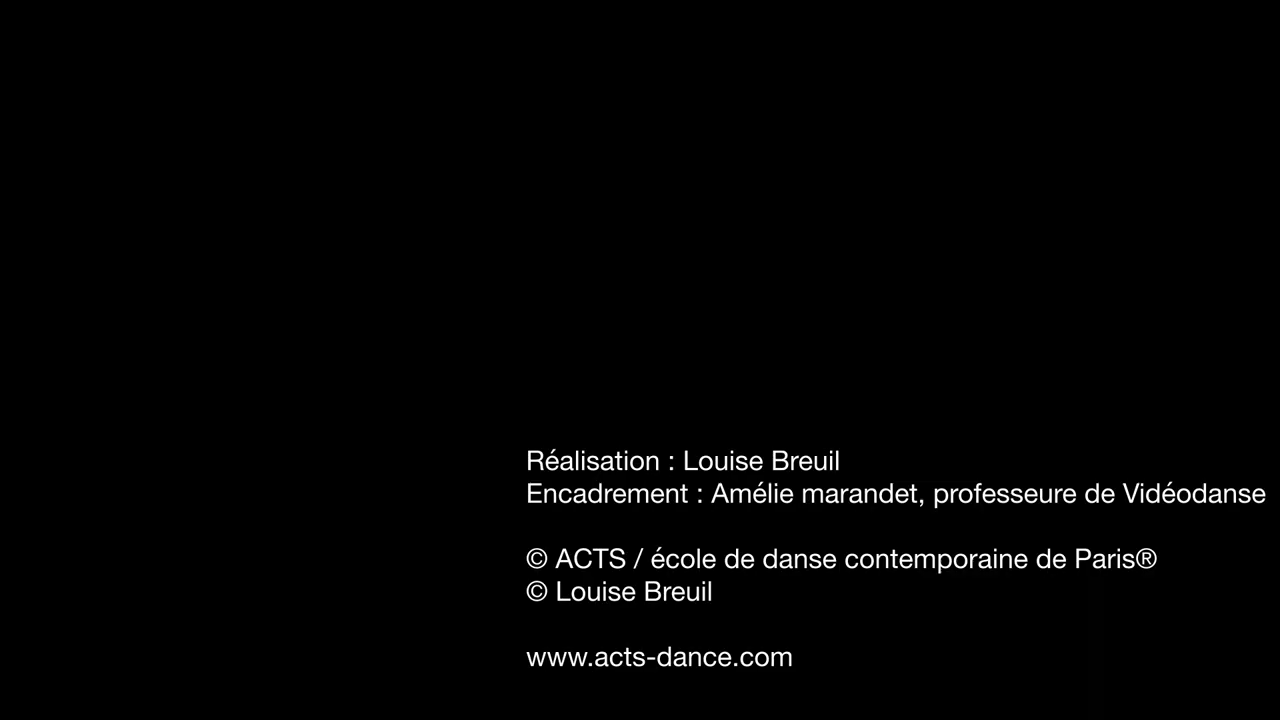 Réalisation : Louise Breuil
Encadrement : Amélie marandet, professeure de Vidéodanse
© ACTS / école de danse contemporaine de Paris®
© Louise Breuil
www.acts-dance.com